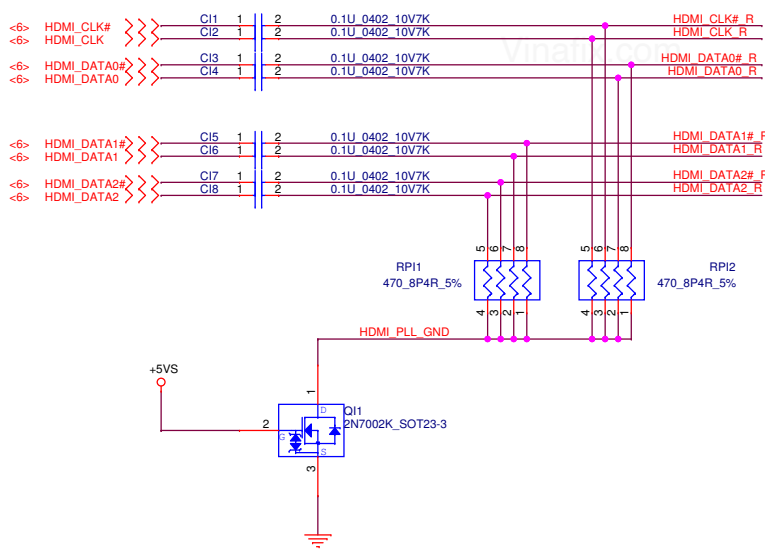 <6> HDMI_CLK# CI1 1 2 0.1U_0402_10V7K HDMI_CLK#_R
<6> HDMI_CLK CI2 1 2 0.1U_0402_10V7K HDMI_CLK_R
Vinafix.com
<6> HDMI_DATA0# CI3 1 2 0.1U_0402_10V7K HDMI_DATA0#_R
<6> HDMI_DATA0 CI4 1 2 0.1U_0402_10V7K HDMI_DATA0_R
<6> HDMI_DATA1# CI5 1 2 0.1U_0402_10V7K HDMI_DATA1#_R
<6> HDMI_DATA1 CI6 1 2 0.1U_0402_10V7K HDMI_DATA1_R
<6> HDMI_DATA2# CI7 1 2 0.1U_0402_10V7K HDMI_DATA2#_R
<6> HDMI_DATA2 CI8 1 2 0.1U_0402_10V7K HDMI_DATA2_R
5 6 7 8 5 6 7 8
RPI1 RPI2
470_8P4R_5% 470_8P4R_5%
4 3 2 1 4 3 2 1
HDMI_PLL_GND
+5VS
1
D QI1
2 2N7002K_SOT23-3
G
S
3